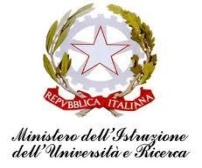 REPVBBLICA ITALIANA
Ministero dell'Istruzione
dell'Università e Ricerca